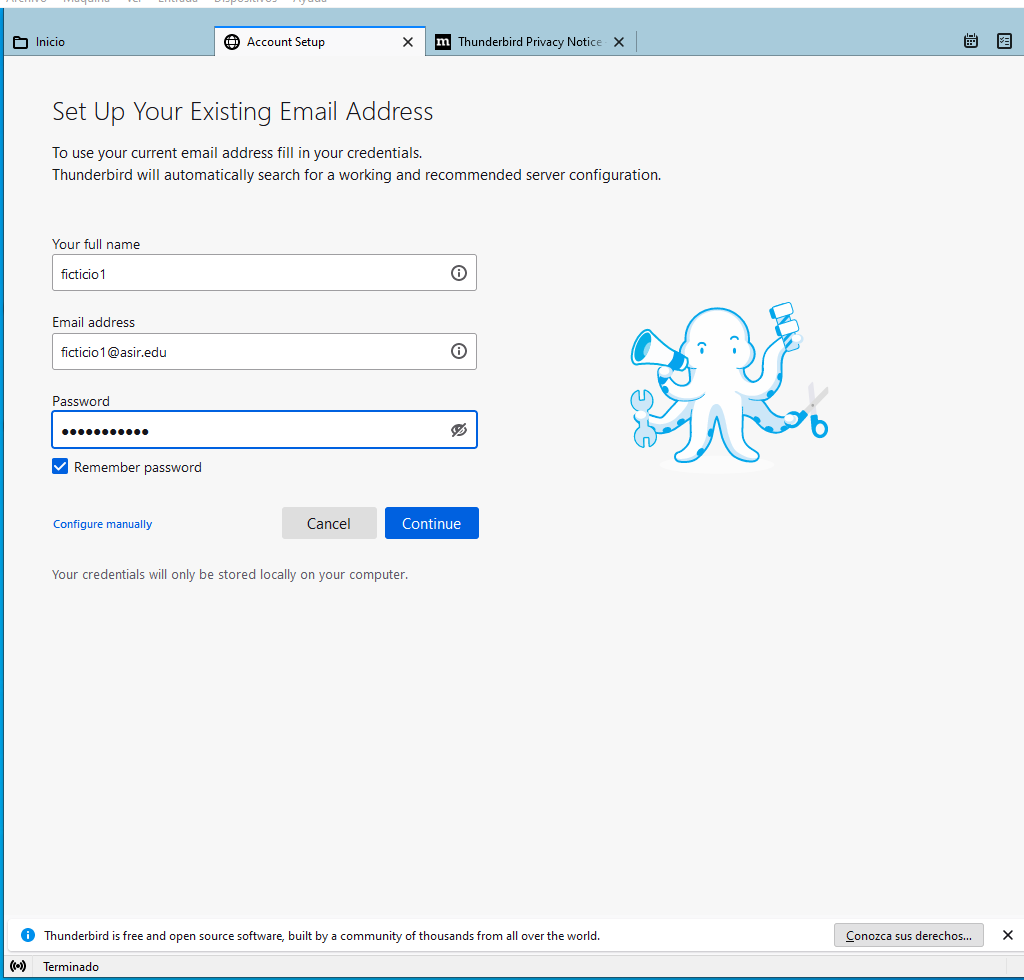 Archivo Máquina Ver Entrada Dispositivos Ayuda
Inicio
Account Setup
m Thunderbird Privacy Notice
Set Up Your Existing Email Address
To use your current email address fill in your credentials.
Thunderbird will automatically search for a working and recommended server configuration.
Your full name
ficticio1
Email address
ficticio1@asir.edu
Password
●●●●●●●●●●●
Remember password
Configure manually
Cancel
Continue
Your credentials will only be stored locally on your computer.
Thunderbird is free and open source software, built by a community of thousands from all over the world.
Conozca sus derechos...
Terminado